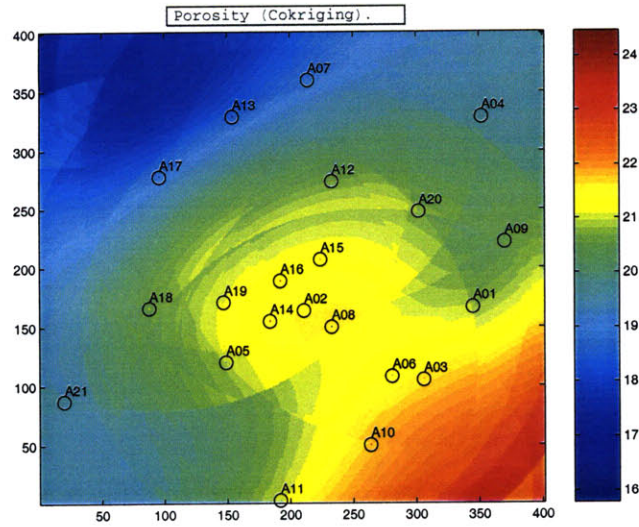 Porosity (Cokriging).
400
350
300
250
200
150
100
50
A07
A13
A04
A17
A12
A20
A09
A15
A16
A19
A18
A02
A01
A14
A08
A05
A06
A03
A21
A10
A11
50
100
150
200
250
300
350
400
24
23
22
21
20
19
18
17
16